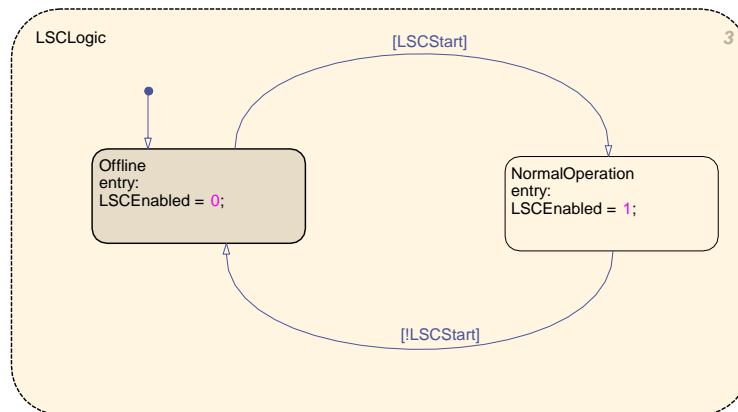 LSCLogic
3
[LSCStart]
Offline
entry:
LSCEnabled = 0;
NormalOperation
entry:
LSCEnabled = 1;
[!LSCStart]